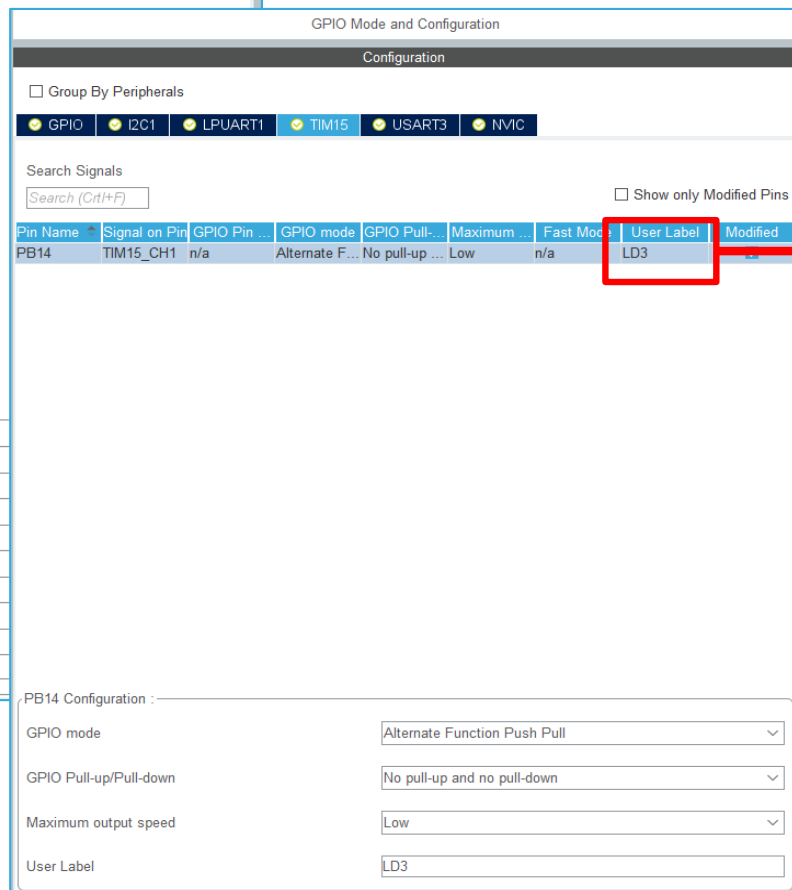 GPIO Mode and Configuration
Configuration
Group By Peripherals
GPIO I2C1 LPUART1 TIM15 USART3 NVIC
Search Signals
Search (Crtl+F)
Show only Modified Pins
Pin Name Signal on Pin GPIO Pin ... GPIO mode GPIO Pull-... Maximum ... Fast Mode User Label Modified
PB14 TIM15_CH1 n/a Alternate F... No pull-up ... Low n/a LD3
PB14 Configuration :
GPIO mode Alternate Function Push Pull
GPIO Pull-up/Pull-down No pull-up and no pull-down
Maximum output speed Low
User Label LD3